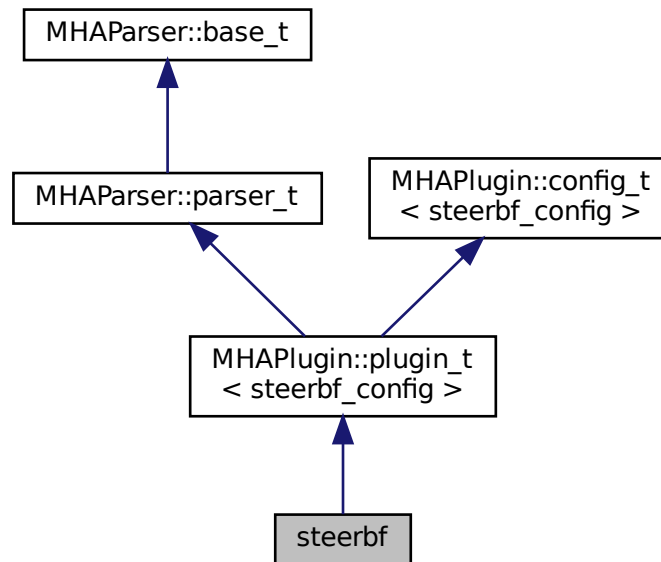 MHAParser::base_t
MHAParser::parser_t
MHAPlugin::config_t
< steerbf_config >
MHAPlugin::plugin_t
< steerbf_config >
steerbf